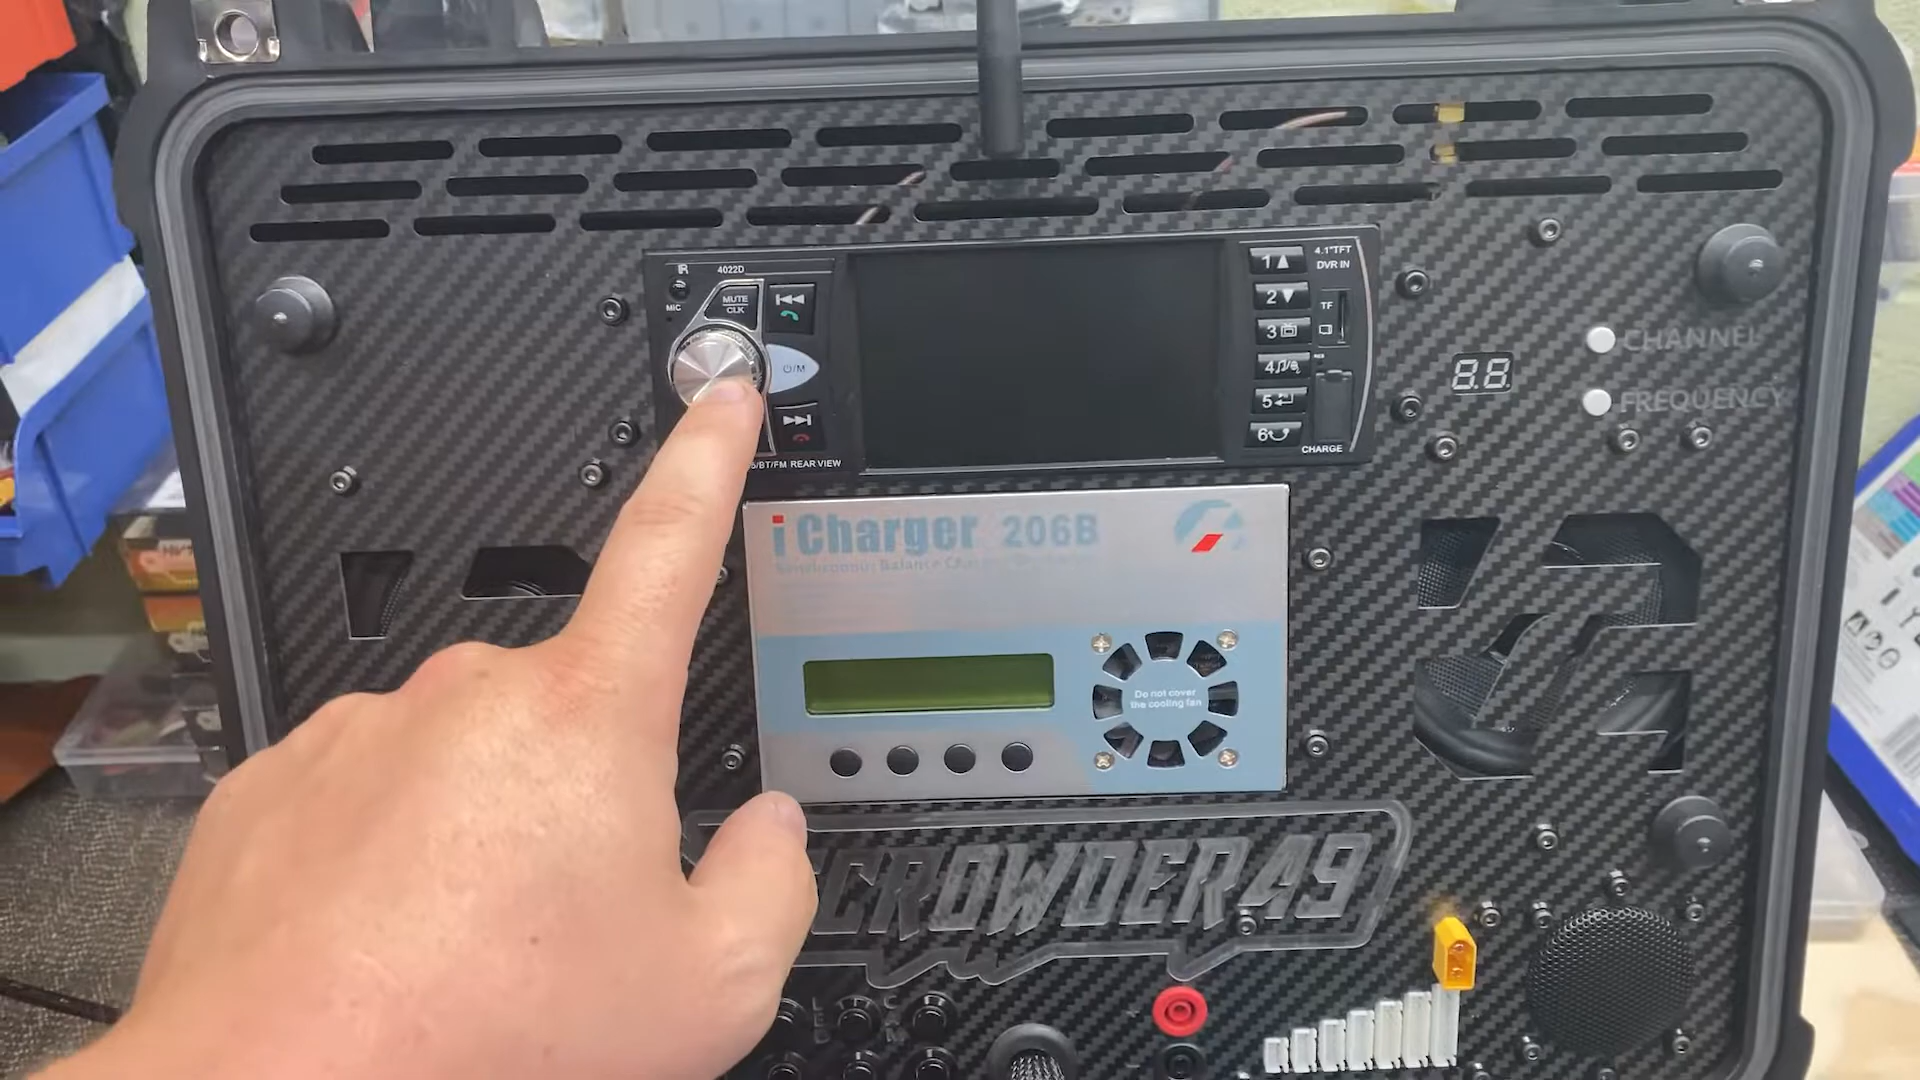 IR
4022D
MIC
MUTE
CLK
⏻/M
/BT/FM REAR VIEW
1▲
2▼
3
4
5
6
4.1"TFT
DVR IN
TF
CHARGE
CHANNEL
8.8.
FREQUENCY
iCharger 206B
Synchronous Balance
Do not cover
the cooling fan
CROWDER49